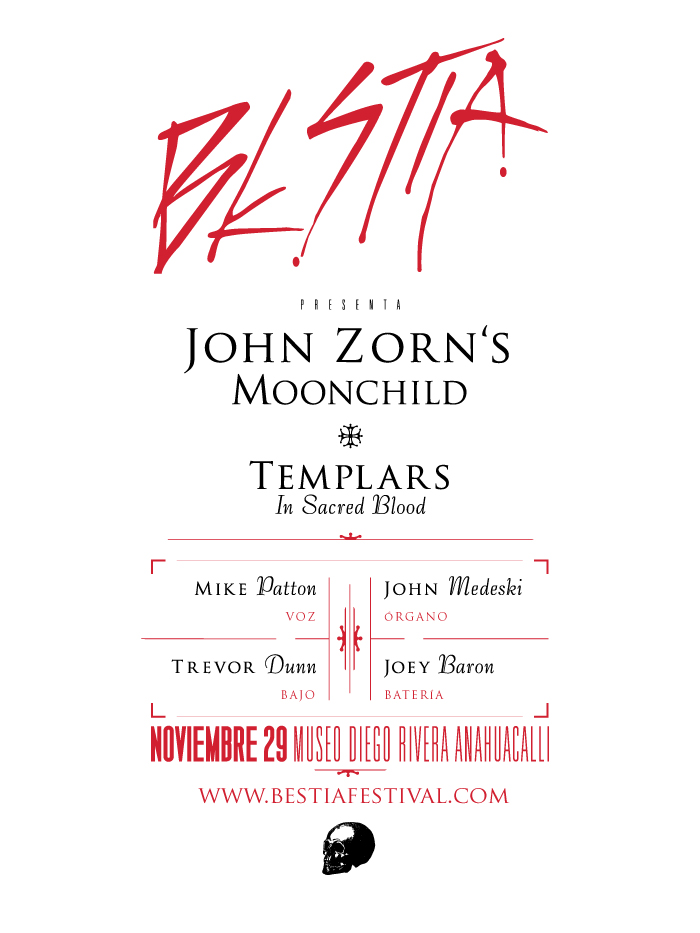 BESTIA
PRESENTA
JOHN ZORN‘S
MOONCHILD
TEMPLARS
In Sacred Blood
MIKE Patton
VOZ
JOHN Medeski
ÓRGANO
TREVOR Dunn
BAJO
JOEY Baron
BATERÍA
NOVIEMBRE 29 MUSEO DIEGO RIVERA ANAHUACALLI
WWW.BESTIAFESTIVAL.COM